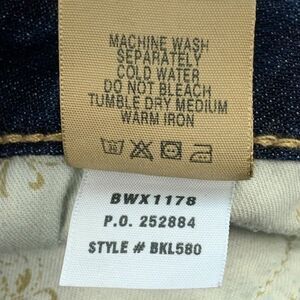 MACHINE WASH
SEPARATELY
COLD WATER
DO NOT BLEACH
TUMBLE DRY MEDIUM
WARM IRON
BWX1178
P.O. 252884
STYLE # BKL580